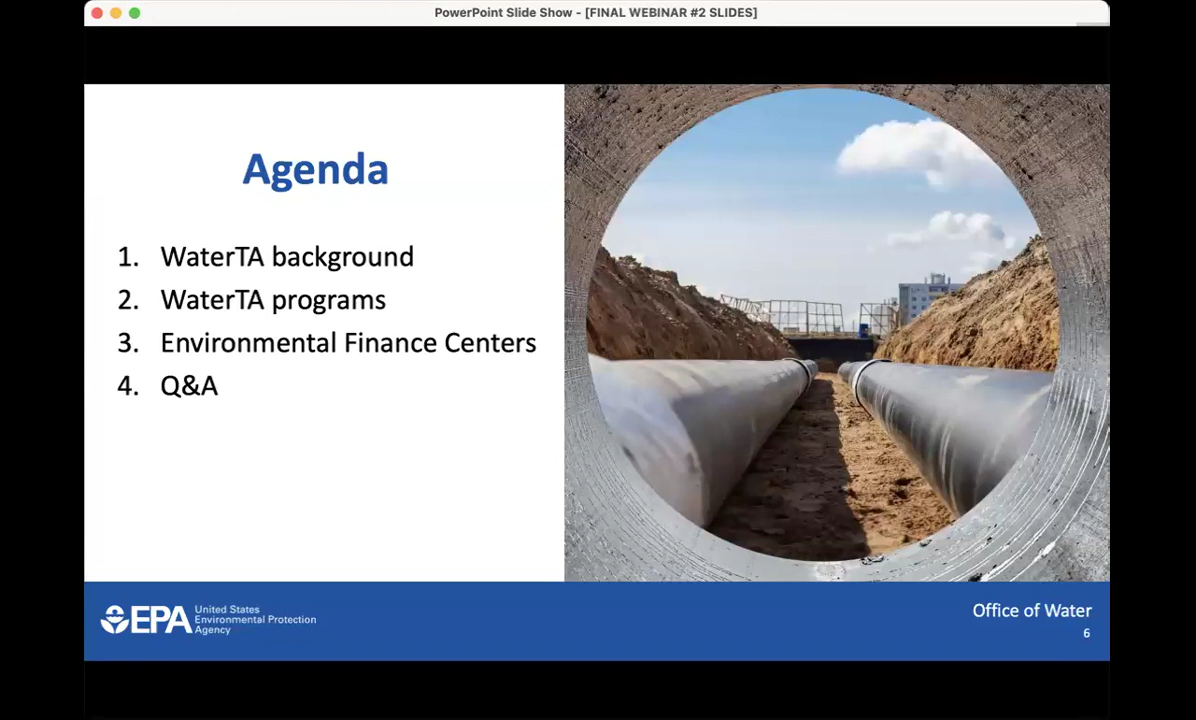 PowerPoint Slide Show - [FINAL WEBINAR #2 SLIDES]
Agenda
1. WaterTA background
2. WaterTA programs
3. Environmental Finance Centers
4. Q&A
EPA
United States
Environmental Protection
Agency
Office of Water
6